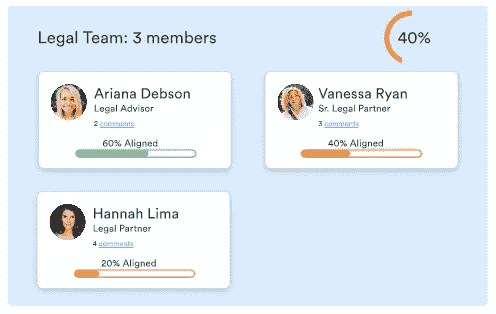 Legal Team: 3 members
40%
Ariana Debson
Legal Advisor
2 comments
60% Aligned
Vanessa Ryan
Sr. Legal Partner
3 comments
40% Aligned
Hannah Lima
Legal Partner
4 comments
20% Aligned